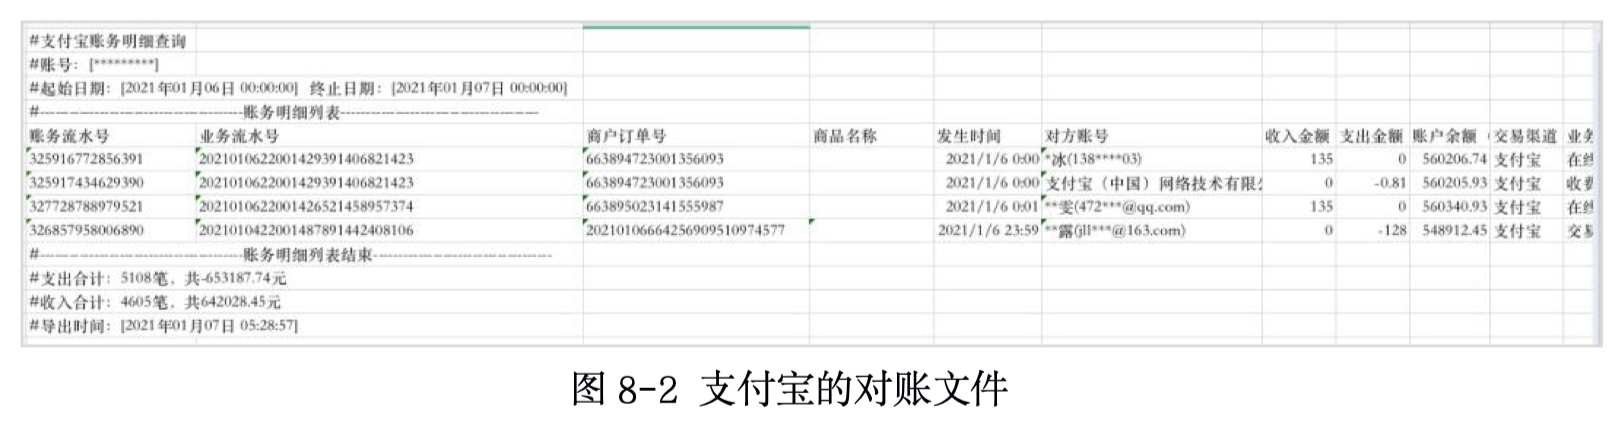 #支付宝账务明细查询
#账号：[*********]
#起始日期：[2021年01月06日 00:00:00] 终止日期：[2021年01月07日 00:00:00]
#----------------------------------------账务明细列表----------------------------------------
账务流水号 业务流水号 商户订单号 商品名称 发生时间 对方账号 收入金额 支出金额 账户余额 交易渠道 业务
325916772856391 2021010622001429391406821423 663894723001356093 2021/1/6 0:00 *冰(138****03) 135 0 560206.74 支付宝 在线
325917434629390 2021010622001429391406821423 663894723001356093 2021/1/6 0:00 支付宝（中国）网络技术有限 0 -0.81 560205.93 支付宝 收费
327728788979521 2021010622001426521458957374 663895023141555987 2021/1/6 0:01 **雯(472***@qq.com) 135 0 560340.93 支付宝 在线
326857958006890 2021010422001487891442408106 20210106664256909510974577 2021/1/6 23:59 **露(jll***@163.com) 0 -128 548912.45 支付宝 交易
#----------------------------------------账务明细列表结束------------------------------------
#支出合计：5108笔，共-653187.74元
#收入合计：4605笔，共642028.45元
#导出时间：[2021年01月07日 05:28:57]
图 8-2 支付宝的对账文件